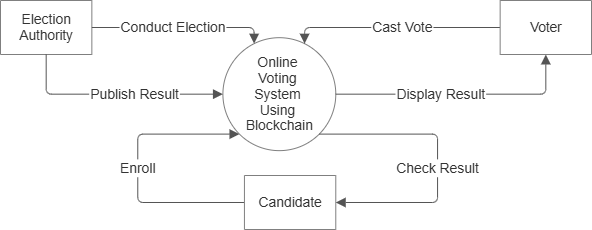 Election
Authority
Conduct Election
Cast Vote
Voter
Online
Voting
System
Using
Blockchain
Publish Result
Display Result
Enroll
Check Result
Candidate